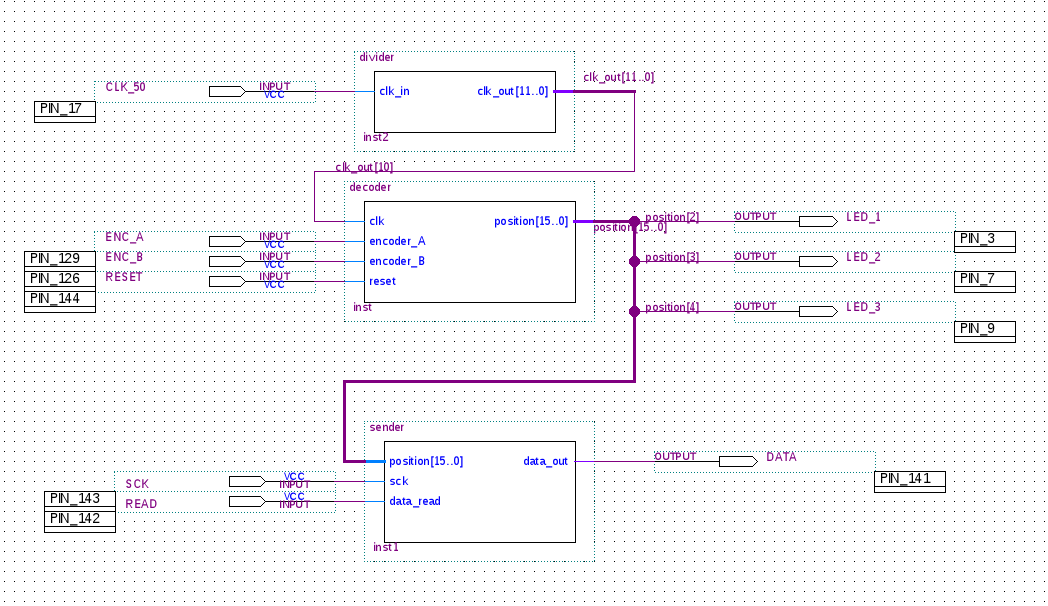 divider
CLK_50
INPUT
VCC
PIN_17
clk_in
clk_out[11..0]
clk_out[11..0]
inst2
clk_out[10]
decoder
clk
position[15..0]
position[2]
position[15..0]
OUTPUT
LED_1
PIN_3
ENC_A
INPUT
VCC
encoder_A
PIN_129
ENC_B
INPUT
VCC
encoder_B
position[3]
OUTPUT
LED_2
PIN_7
PIN_126
RESET
INPUT
VCC
reset
PIN_144
inst
position[4]
OUTPUT
LED_3
PIN_9
sender
position[15..0]
data_out
OUTPUT
DATA
PIN_141
SCK
VCC
INPUT
sck
PIN_143
READ
VCC
INPUT
data_read
PIN_142
inst1